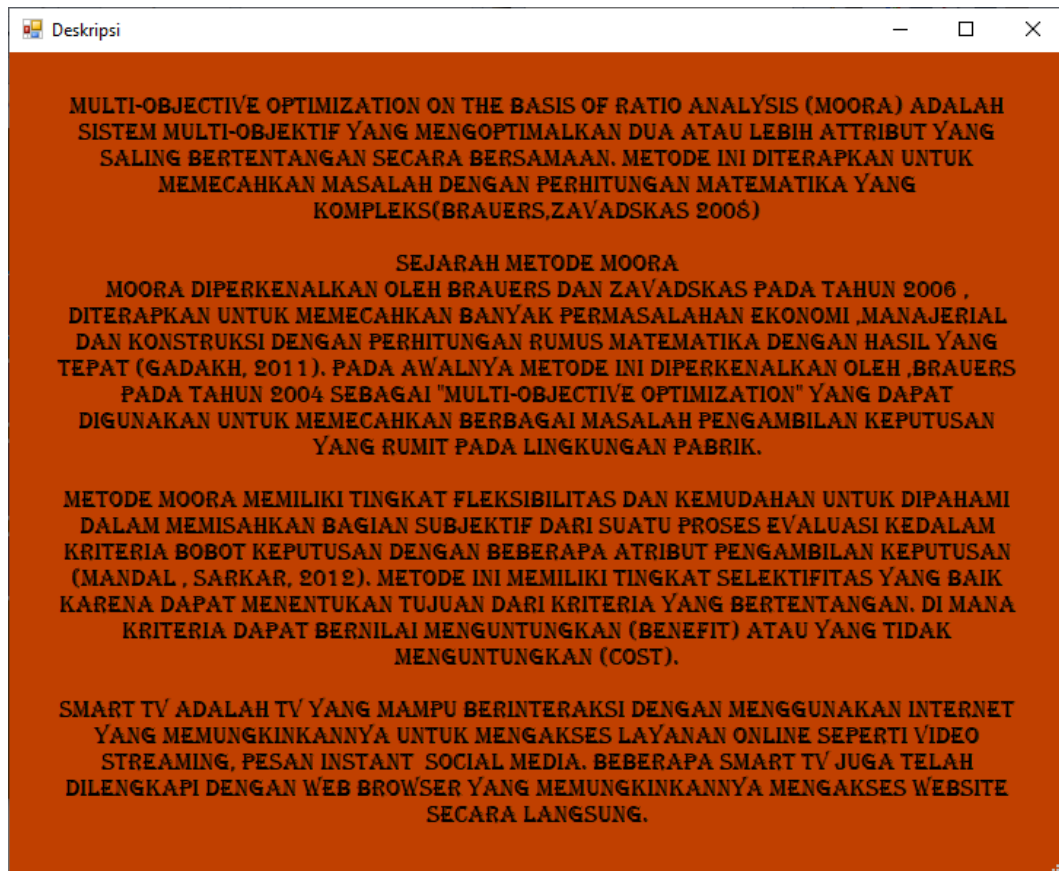 Deskripsi
MULTI-OBJECTIVE OPTIMIZATION ON THE BASIS OF RATIO ANALYSIS (MOORA) ADALAH
SISTEM MULTI-OBJEKTIF YANG MENGOPTIMALKAN DUA ATAU LEBIH ATTRIBUT YANG
SALING BERTENTANGAN SECARA BERSAMAAN. METODE INI DITERAPKAN UNTUK
MEMECAHKAN MASALAH DENGAN PERHITUNGAN MATEMATIKA YANG
KOMPLEKS(BRAUERS,ZAVADSKAS 2008)
SEJARAH METODE MOORA
MOORA DIPERKENALKAN OLEH BRAUERS DAN ZAVADSKAS PADA TAHUN 2006 ,
DITERAPKAN UNTUK MEMECAHKAN BANYAK PERMASALAHAN EKONOMI ,MANAJERIAL
DAN KONSTRUKSI DENGAN PERHITUNGAN RUMUS MATEMATIKA DENGAN HASIL YANG
TEPAT (GADAKH, 2011). PADA AWALNYA METODE INI DIPERKENALKAN OLEH ,BRAUERS
PADA TAHUN 2004 SEBAGAI "MULTI-OBJECTIVE OPTIMIZATION" YANG DAPAT
DIGUNAKAN UNTUK MEMECAHKAN BERBAGAI MASALAH PENGAMBILAN KEPUTUSAN
YANG RUMIT PADA LINGKUNGAN PABRIK.
METODE MOORA MEMILIKI TINGKAT FLEKSIBILITAS DAN KEMUDAHAN UNTUK DIPAHAMI
DALAM MEMISAHKAN BAGIAN SUBJEKTIF DARI SUATU PROSES EVALUASI KEDALAM
KRITERIA BOBOT KEPUTUSAN DENGAN BEBERAPA ATRIBUT PENGAMBILAN KEPUTUSAN
(MANDAL , SARKAR, 2012). METODE INI MEMILIKI TINGKAT SELEKTIFITAS YANG BAIK
KARENA DAPAT MENENTUKAN TUJUAN DARI KRITERIA YANG BERTENTANGAN. DI MANA
KRITERIA DAPAT BERNILAI MENGUNTUNGKAN (BENEFIT) ATAU YANG TIDAK
MENGUNTUNGKAN (COST).
SMART TV ADALAH TV YANG MAMPU BERINTERAKSI DENGAN MENGGUNAKAN INTERNET
YANG MEMUNGKINKANNYA UNTUK MENGAKSES LAYANAN ONLINE SEPERTI VIDEO
STREAMING, PESAN INSTANT  SOCIAL MEDIA. BEBERAPA SMART TV JUGA TELAH
DILENGKAPI DENGAN WEB BROWSER YANG MEMUNGKINKANNYA MENGAKSES WEBSITE
SECARA LANGSUNG.